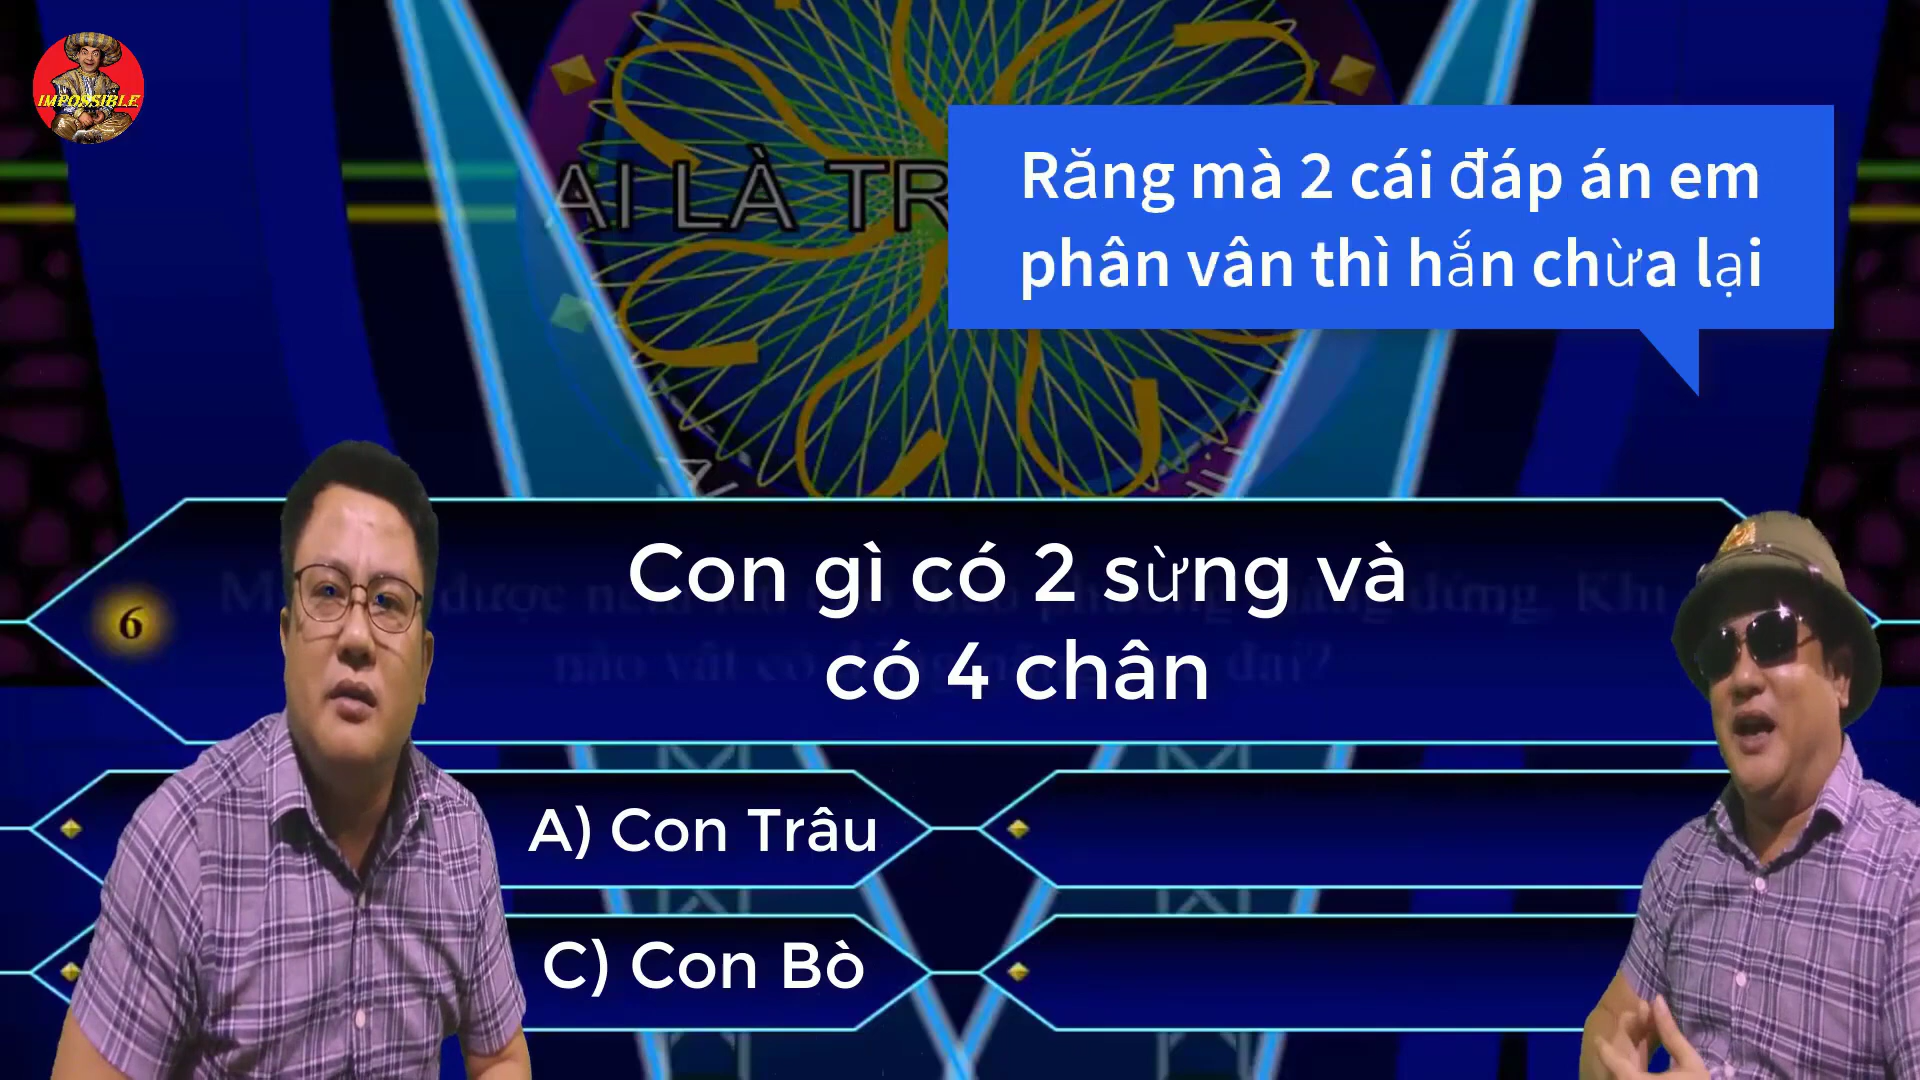 IMPOSSIBLE
AI LÀ TR
Răng mà 2 cái đáp án em
phân vân thì hắn chừa lại
6
Con gì có 2 sừng và
có 4 chân
A) Con Trâu
C) Con Bò